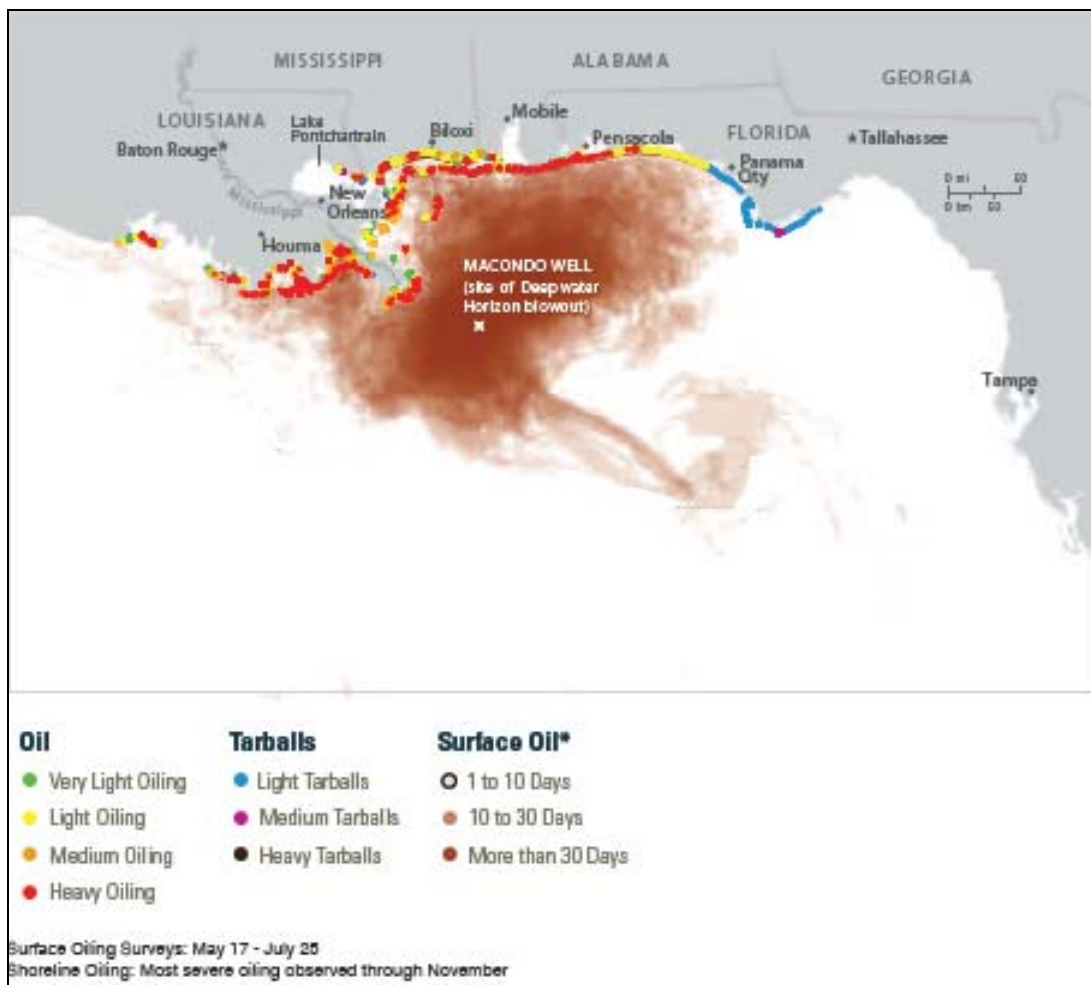 MISSISSIPPI
ALABAMA
GEORGIA
LOUISIANA
Lake
Pontchartrain
Biloxi
Mobile
Pensacola
FLORIDA
Tallahassee
Baton Rouge
Panama
City
Mississippi
New
Orleans
Houma
MACONDO WELL
(site of Deepwater
Horizon blowout)
Tampa
Oil
Very Light Oiling
Light Oiling
Medium Oiling
Heavy Oiling
Tarballs
Light Tarballs
Medium Tarballs
Heavy Tarballs
Surface Oil*
1 to 10 Days
10 to 30 Days
More than 30 Days
Surface Oiling Surveys: May 17 - July 25
Shoreline Oiling: Most severe oiling observed through November